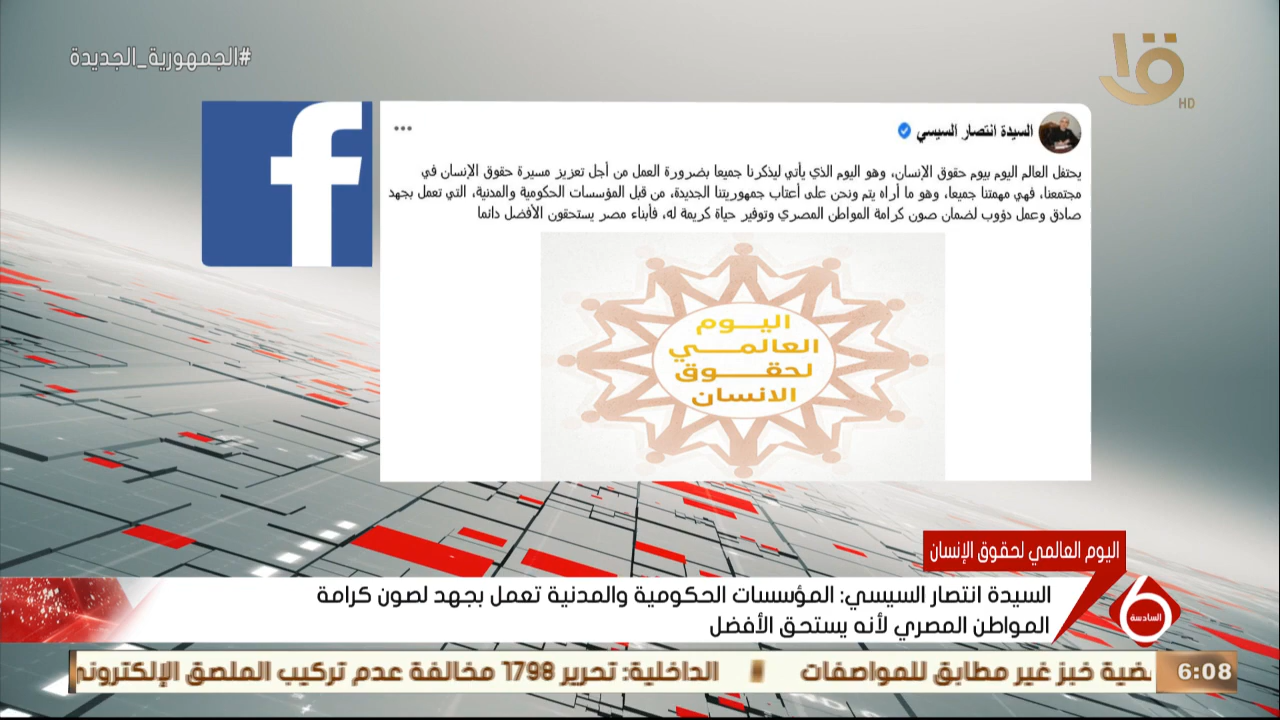 #الجمهورية_الجديدة
HD
السيدة انتصار السيسي
يحتفل العالم اليوم بيوم حقوق الإنسان، وهو اليوم الذي يأتي ليذكرنا جميعا بضرورة العمل من أجل تعزيز مسيرة حقوق الإنسان في
مجتمعنا، فهي مهمتنا جميعا، وهو ما أراه يتم ونحن على أعتاب جمهوريتنا الجديدة، من قبل المؤسسات الحكومية والمدنية، التي تعمل بجهد
صادق وعمل دؤوب لضمان صون كرامة المواطن المصري وتوفير حياة كريمة له، فأبناء مصر يستحقون الأفضل دائما
اليوم
العالمي
لحقوق
الانسان
اليوم العالمي لحقوق الإنسان
السيدة انتصار السيسي: المؤسسات الحكومية والمدنية تعمل بجهد لصون كرامة
المواطن المصري لأنه يستحق الأفضل
السادسة
6:08
خبز غير مطابق للمواصفات الداخلية: تحرير 1798 مخالفة عدم تركيب الملصق